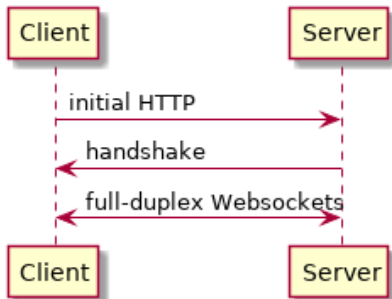 Client Server
initial HTTP
handshake
full-duplex Websockets
Client Server